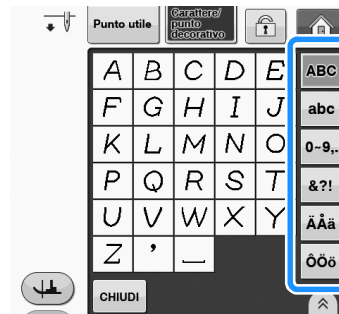 Punto utile
Carattere/
punto
decorativo
A B C D E
F G H I J
K L M N O
P Q R S T
U V W X Y
Z ' _
ABC
abc
0~9,.
&?!
ÄÅä
ÔÖö
CHIUDI